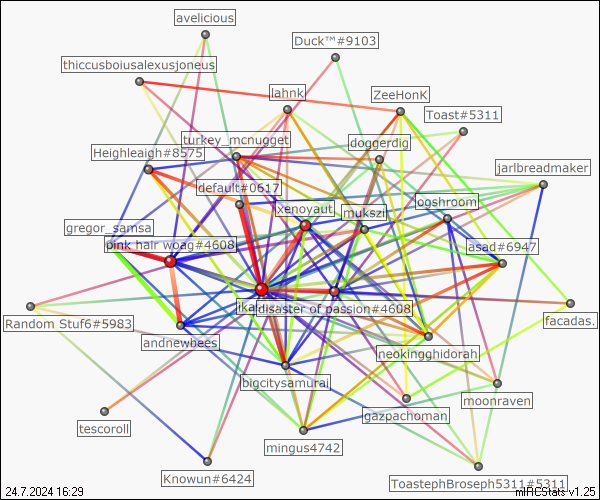 avelicious
Duck™#9103
thiccusboiusalexusjoneus
lahnk
ZeeHonK
Toast#5311
turkey_mcnugget
doggerdig
Heighleaigh#8575
jarlbreadmaker
default#0617
xenoyaut
mukszi
ogshroom
gregor_samsa
pink hair woag#4608
asad#6947
ika
disaster of passion#4608
facadas.
Random Stuf6#5983
andnewbees
neokingghidorah
bigcitysamurai
moonraven
gazpachoman
tescoroll
mingus4742
Knowun#6424
ToastephBroseph5311#5311
24.7.2024 16:29
mIRCStats v1.25